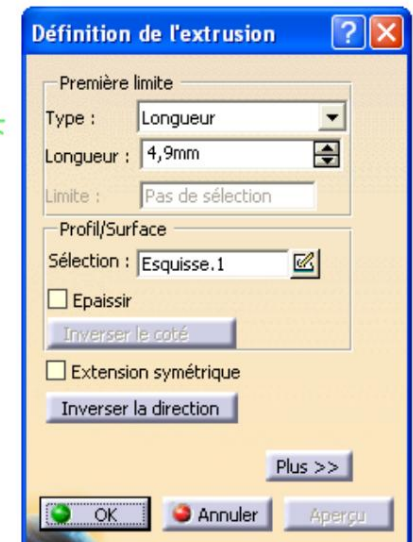 Définition de l'extrusion
Première limite
Type : Longueur
Longueur : 4,9mm
Limite : Pas de sélection
Profil/Surface
Sélection : Esquisse.1
Epaissir
Inverser le coté
Extension symétrique
Inverser la direction
Plus >>
OK Annuler Aperçu